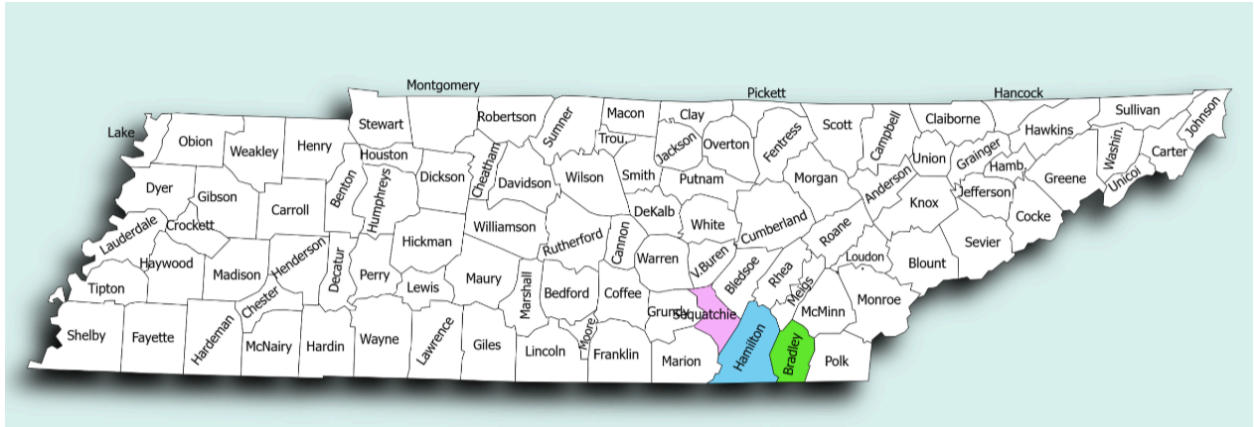 Montgomery
Pickett
Hancock
Lake
Obion
Weakley
Henry
Stewart
Robertson
Sumner
Macon
Clay
Trou.
Jackson
Overton
Fentress
Scott
Campbell
Claiborne
Hawkins
Sullivan
Johnson
Carter
Washin.
Unicoi
Greene
Hamb.
Grainger
Union
Anderson
Morgan
Houston
Benton
Humphreys
Dickson
Cheatham
Davidson
Wilson
Smith
Putnam
DeKalb
White
Cumberland
Roane
Knox
Jefferson
Cocke
Sevier
Blount
Loudon
Dyer
Gibson
Carroll
Lauderdale
Crockett
Haywood
Madison
Henderson
Decatur
Perry
Hickman
Lewis
Williamson
Maury
Rutherford
Cannon
Warren
V.Buren
Bledsoe
Rhea
Meigs
McMinn
Monroe
Tipton
Chester
Marshall
Bedford
Coffee
Grundy
Sequatchie
Shelby
Fayette
Hardeman
McNairy
Hardin
Wayne
Lawrence
Giles
Lincoln
Moore
Franklin
Marion
Hamilton
Bradley
Polk